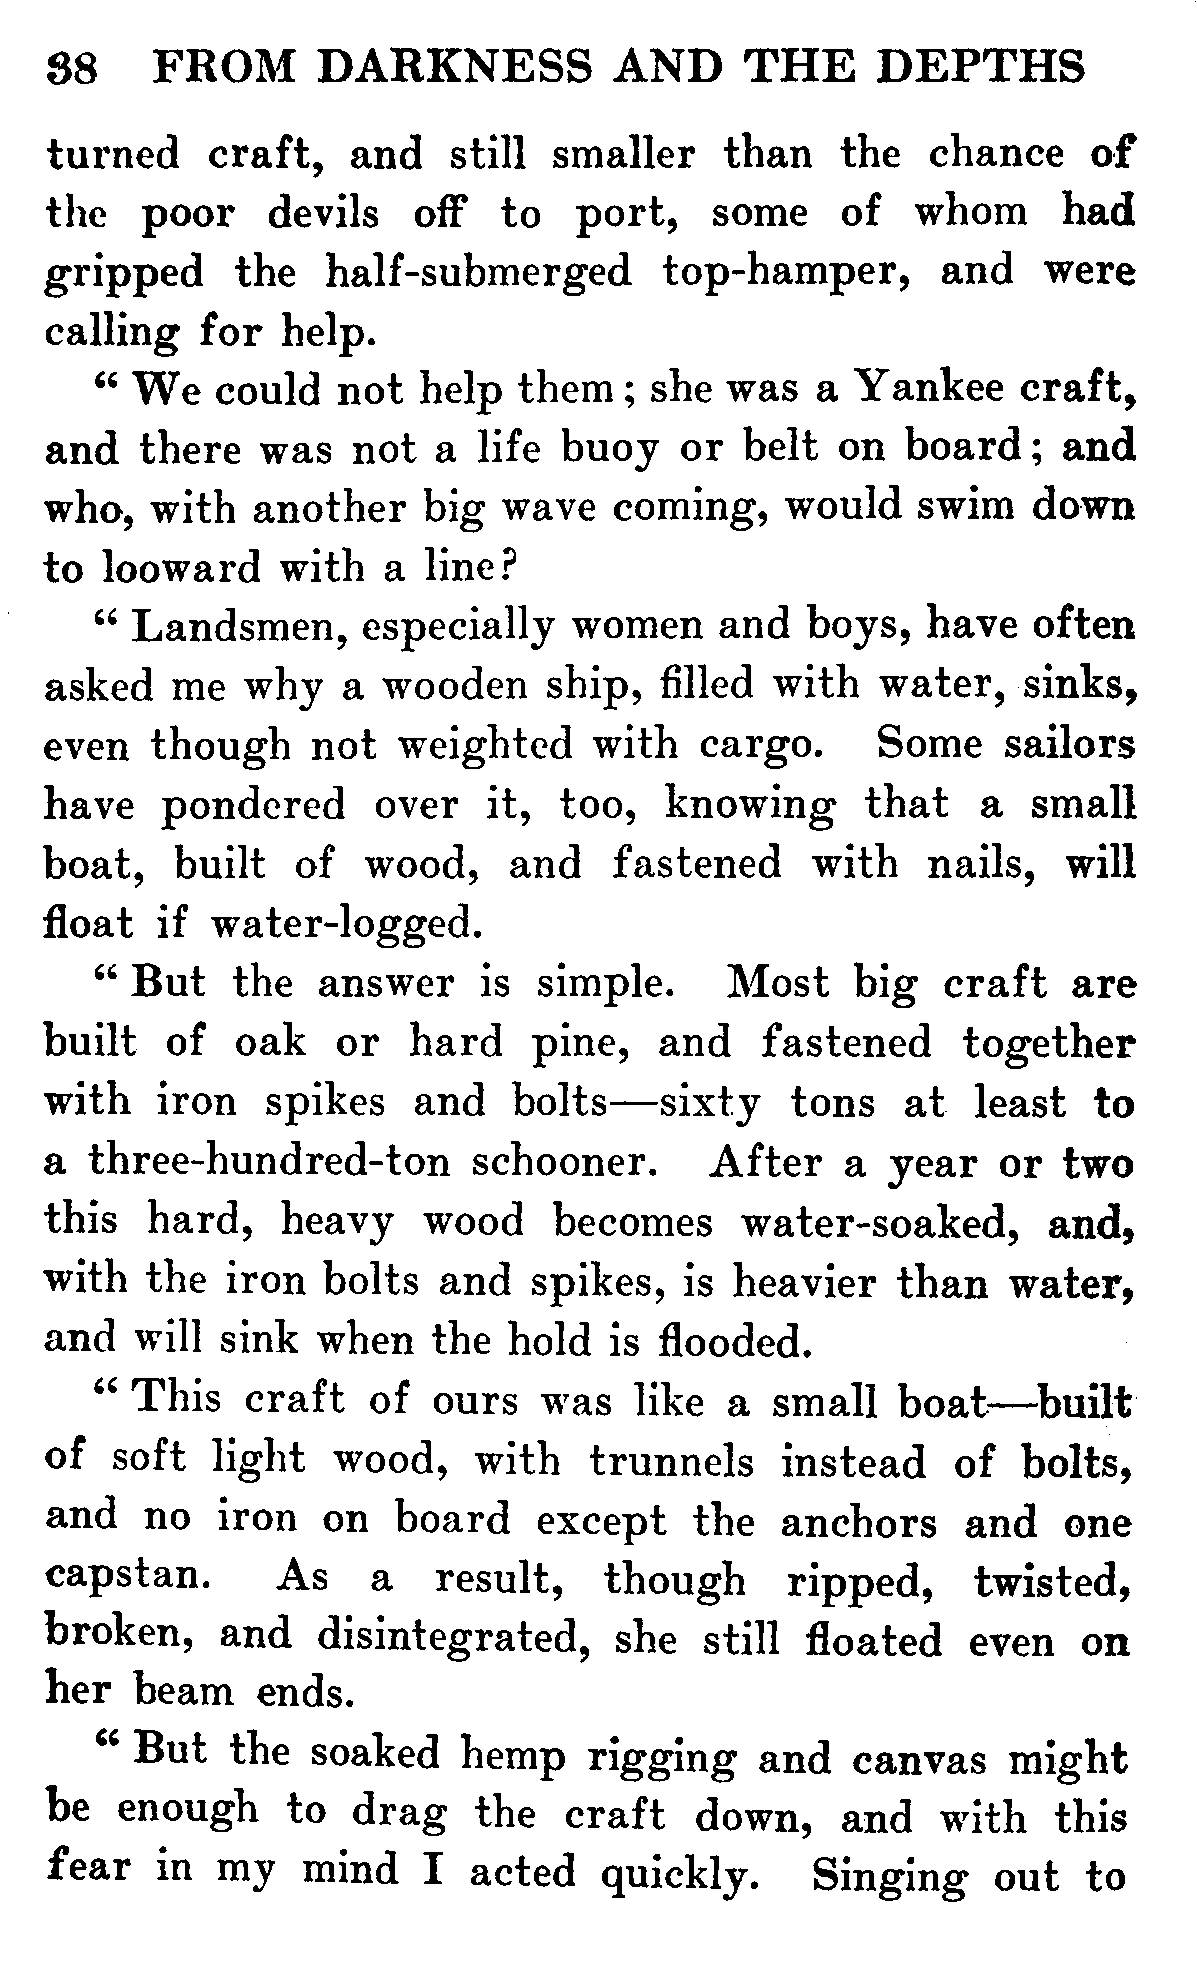 38 FROM DARKNESS AND THE DEPTHS
turned craft, and still smaller than the chance of
the poor devils off to port, some of whom had
gripped the half-submerged top-hamper, and were
calling for help.
“ We could not help them ; she was a Yankee craft,
and there was not a life buoy or belt on board ; and
who, with another big wave coming, would swim down
to looward with a line?
“ Landsmen, especially women and boys, have often
asked me why a wooden ship, filled with water, sinks,
even though not weighted with cargo. Some sailors
have pondered over it, too, knowing that a small
boat, built of wood, and fastened with nails, will
float if water-logged.
“ But the answer is simple. Most big craft are
built of oak or hard pine, and fastened together
with iron spikes and bolts—sixty tons at least to
a three-hundred-ton schooner. After a year or two
this hard, heavy wood becomes water-soaked, and,
with the iron bolts and spikes, is heavier than water,
and will sink when the hold is flooded.
“ This craft of ours was like a small boat—built
of soft light wood, with trunnels instead of bolts,
and no iron on board except the anchors and one
capstan. As a result, though ripped, twisted,
broken, and disintegrated, she still floated even on
her beam ends.
“ But the soaked hemp rigging and canvas might
be enough to drag the craft down, and with this
fear in my mind I acted quickly. Singing out to